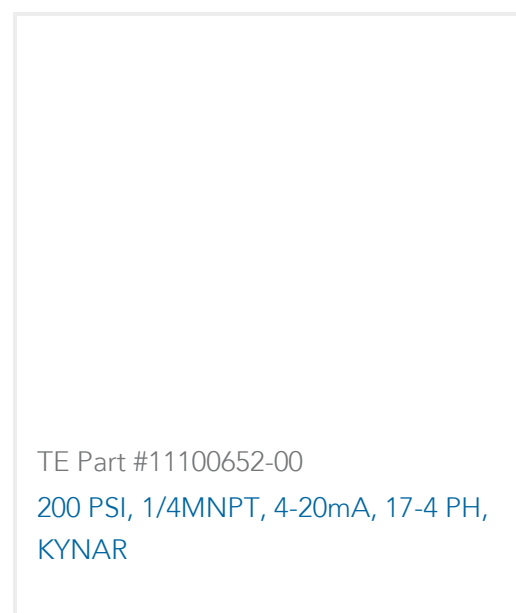 TE Part #11100652-00
200 PSI, 1/4MNPT, 4-20mA, 17-4 PH,
KYNAR